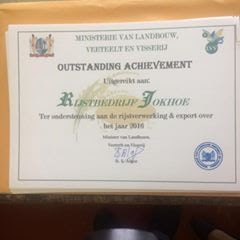 MINISTERIE VAN LANDBOUW,
VEETEELT EN VISSERIJ
OUTSTANDING ACHIEVEMENT
Uitgereikt aan:
RIJSTBEDRIJF JOKHOE
Ter ondersteuning aan de rijstverwerking & export over
het jaar 2016
Minister van Landbouw,
Veeteelt en Visserij